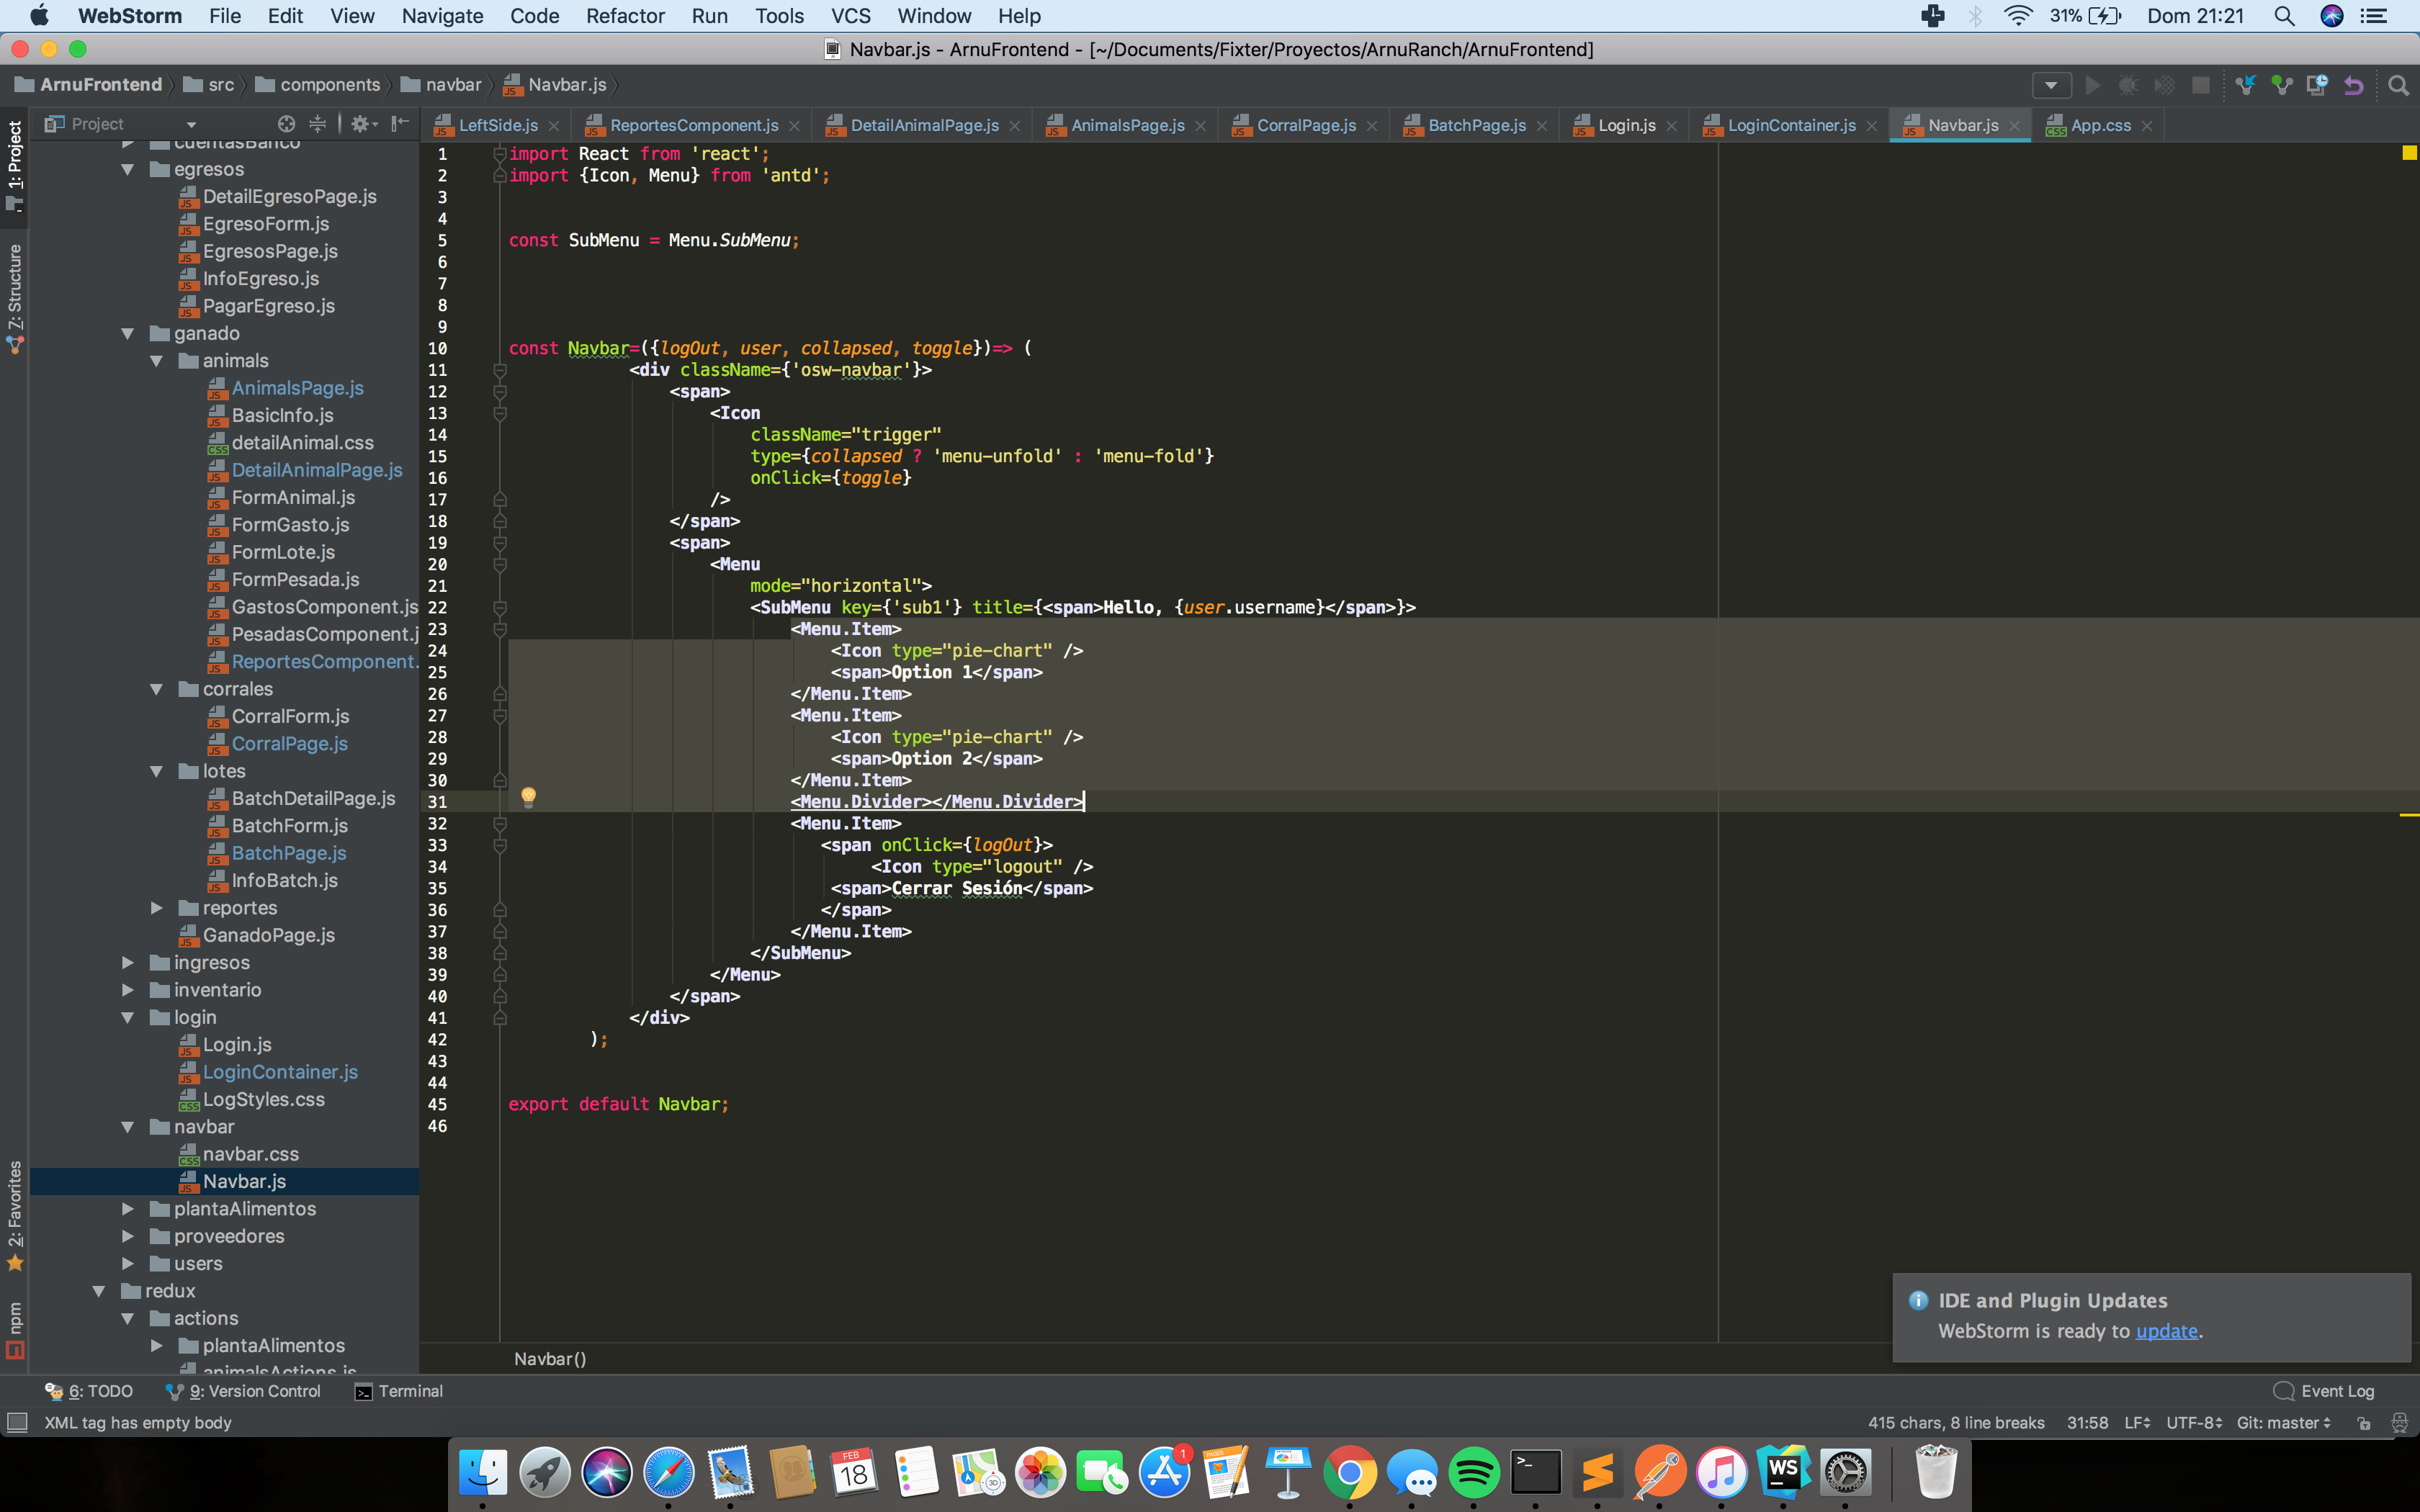 WebStorm File Edit View Navigate Code Refactor Run Tools VCS Window Help 31% Dom 21:21
Navbar.js - ArnuFrontend - [~/Documents/Fixter/Proyectos/ArnuRanch/ArnuFrontend]
ArnuFrontend src components navbar Navbar.js
Project
LeftSide.js ReportesComponent.js DetailAnimalPage.js AnimalsPage.js CorralPage.js BatchPage.js Login.js LoginContainer.js Navbar.js App.css
1: Project
7: Structure
2: Favorites
npm
cuentasBanco
egresos
DetailEgresoPage.js
EgresoForm.js
EgresosPage.js
InfoEgreso.js
PagarEgreso.js
ganado
animals
AnimalsPage.js
BasicInfo.js
detailAnimal.css
DetailAnimalPage.js
FormAnimal.js
FormGasto.js
FormLote.js
FormPesada.js
GastosComponent.js
PesadasComponent.j
ReportesComponent.
corrales
CorralForm.js
CorralPage.js
lotes
BatchDetailPage.js
BatchForm.js
BatchPage.js
InfoBatch.js
reportes
GanadoPage.js
ingresos
inventario
login
Login.js
LoginContainer.js
LogStyles.css
navbar
navbar.css
Navbar.js
plantaAlimentos
proveedores
users
redux
actions
plantaAlimentos
animalsActions.js
1 import React from 'react';
2 import {Icon, Menu} from 'antd';
3
4
5 const SubMenu = Menu.SubMenu;
6
7
8
9
10 const Navbar=({logOut, user, collapsed, toggle})=> (
11 <div className={'osw-navbar'}>
12 <span>
13 <Icon
14 className="trigger"
15 type={collapsed ? 'menu-unfold' : 'menu-fold'}
16 onClick={toggle}
17 />
18 </span>
19 <span>
20 <Menu
21 mode="horizontal">
22 <SubMenu key={'sub1'} title={<span>Hello, {user.username}</span>}>
23 <Menu.Item>
24 <Icon type="pie-chart" />
25 <span>Option 1</span>
26 </Menu.Item>
27 <Menu.Item>
28 <Icon type="pie-chart" />
29 <span>Option 2</span>
30 </Menu.Item>
31 <Menu.Divider></Menu.Divider>
32 <Menu.Item>
33 <span onClick={logOut}>
34 <Icon type="logout" />
35 <span>Cerrar Sesión</span>
36 </span>
37 </Menu.Item>
38 </SubMenu>
39 </Menu>
40 </span>
41 </div>
42 );
43
44
45 export default Navbar;
46
IDE and Plugin Updates
WebStorm is ready to update.
Navbar()
6: TODO 9: Version Control Terminal Event Log
XML tag has empty body 415 chars, 8 line breaks 31:58 LF UTF-8 Git: master
FEB
18
3D
1
PAGES
>_
WS